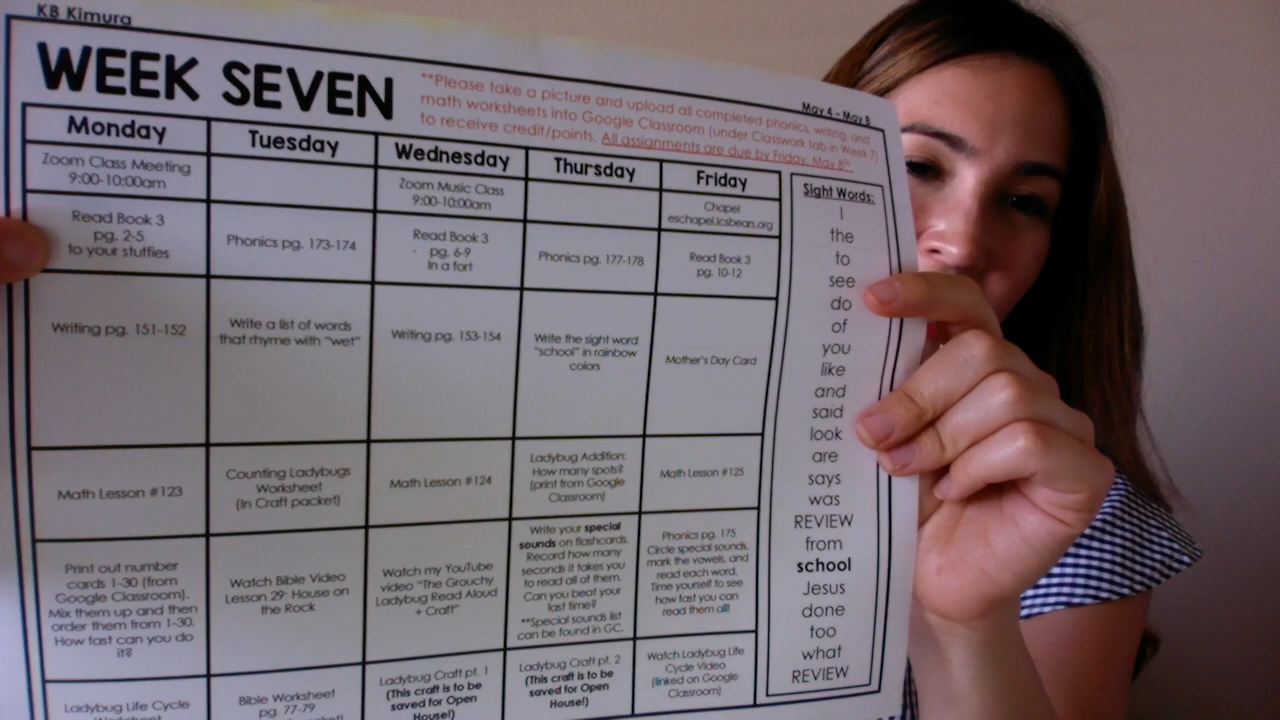 KB Kimura
May 4 - May 8
WEEK SEVEN
**Please take a picture and upload all completed phonics, writing, and
math worksheets into Google Classroom (under Classwork tab in Week 7)
to receive credit/points. All assignments are due by Friday, May 8th
Monday
Tuesday
Wednesday
Thursday
Friday
Zoom Class Meeting
9:00-10:00am
Zoom Music Class
9:00-10:00am
Chapel
eschapel.lcsbears.org
Read Book 3
pg. 2-5
to your stuffies
Phonics pg. 173-174
Read Book 3
pg. 6-9
In a fort
Phonics pg. 177-178
Read Book 3
pg. 10-12
Writing pg. 151-152
Write a list of words
that rhyme with "wet"
Writing pg. 153-154
Write the sight word
"school" in rainbow
colors
Mother's Day Card
Math Lesson #123
Counting Ladybugs
Worksheet
(In Craft packet)
Math Lesson #124
Ladybug Addition:
How many spots?
(print from Google
Classroom)
Math Lesson #125
Print out number
cards 1-30 (from
Google Classroom).
Mix them up and then
order them from 1-30.
How fast can you do
it?
Watch Bible Video
Lesson 29: House on
the Rock
Watch my YouTube
video "The Grouchy
Ladybug Read Aloud
+ Craft"
Write your special
sounds on flashcards.
Record how many
seconds it takes you
to read all of them.
Can you beat your
last time?
**Special sounds list
can be found in GC.
Phonics pg. 175
Circle special sounds,
mark the vowels, and
read each word.
Time yourself to see
how fast you can
read them all!
Ladybug Life Cycle
Bible Worksheet
pg. 77-79
Ladybug Craft pt. 1
(This craft is to be
saved for Open
House!)
Ladybug Craft pt. 2
(This craft is to be
saved for Open
House!)
Watch Ladybug Life
Cycle Video
(linked on Google
Classroom)
Sight Words:
I
the
to
see
do
of
you
like
and
said
look
are
says
was
REVIEW
from
school
Jesus
done
too
what
REVIEW